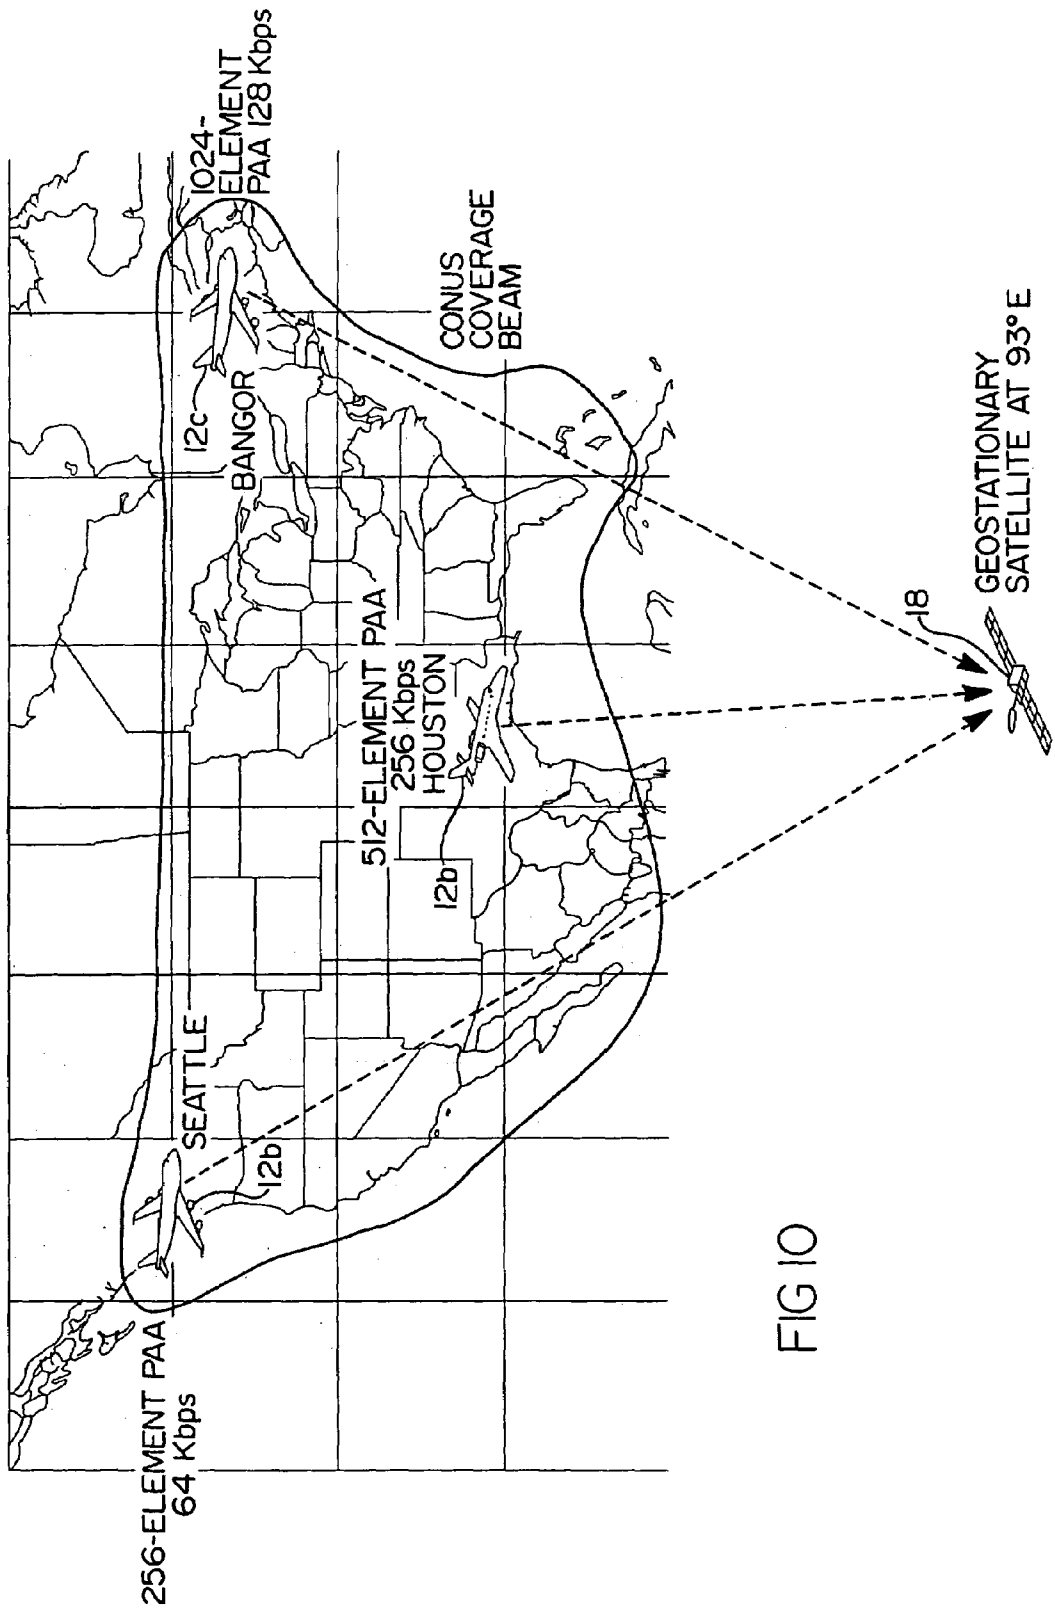 256-ELEMENT PAA
64 Kbps
SEATTLE
12b
512-ELEMENT PAA
256 Kbps
HOUSTON
12b
12c
BANGOR
1024-
ELEMENT
PAA 128 Kbps
CONUS
COVERAGE
BEAM
18
GEOSTATIONARY
SATELLITE AT 93° E
FIG 10